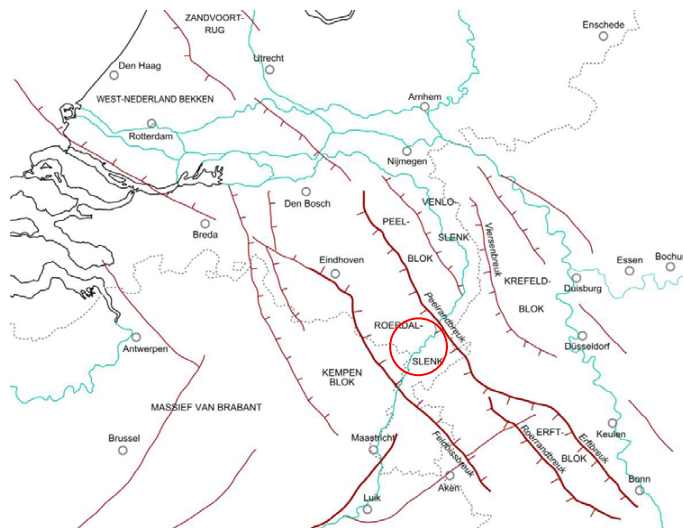 ZANDVOORT-
RUG
Enschede
Utrecht
Den Haag
WEST-NEDERLAND BEKKEN
Arnhem
Rotterdam
Nijmegen
Den Bosch
VENLO-
SLENK
PEEL-
BLOK
Breda
Viersenbreuk
Eindhoven
Essen
Bochu
Duisburg
KREFELD-
BLOK
Peelrandbreuk
ROERDAL-
SLENK
Düsseldorf
Antwerpen
KEMPEN
BLOK
MASSIEF VAN BRABANT
Brussel
Maastricht
Feldbissbreuk
Roerrandbreuk
ERFT-
BLOK
Erftbreuk
Keulen
Aken
Bonn
Luik